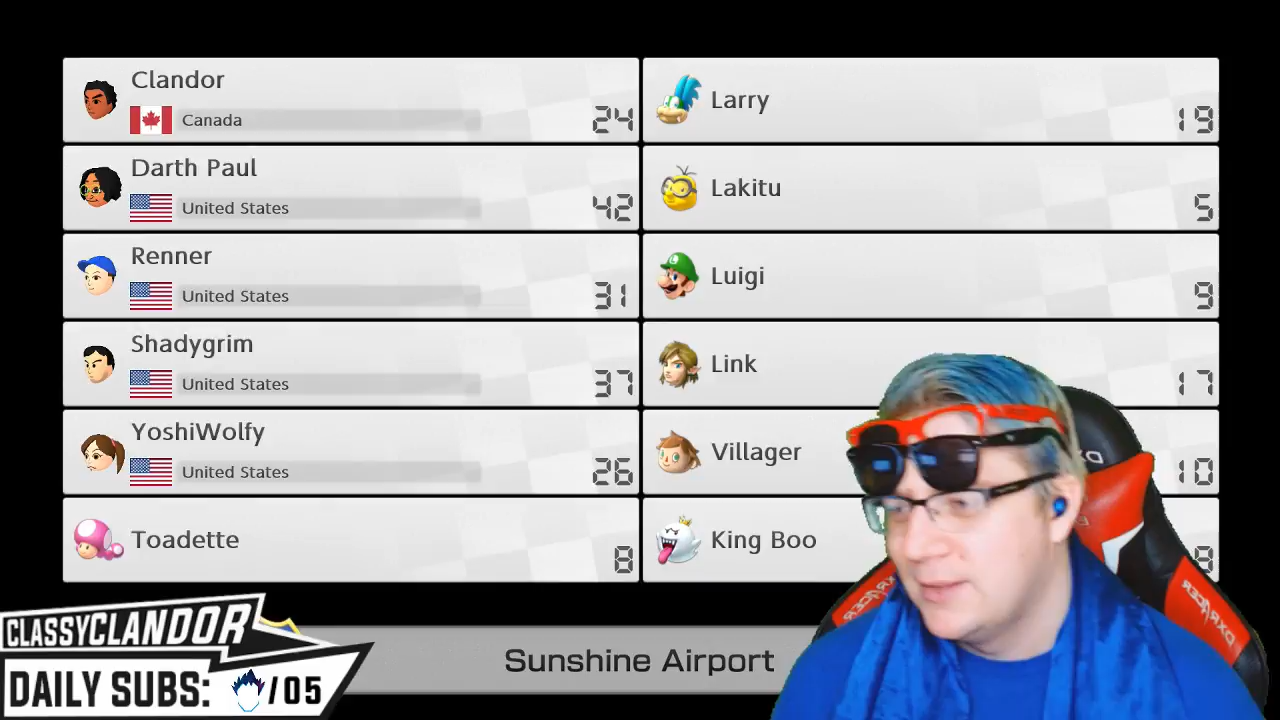 Clandor
Canada
24
Darth Paul
United States
42
Renner
United States
31
Shadygrim
United States
37
YoshiWolfy
United States
26
Toadette
8
Larry
19
Lakitu
5
Luigi
9
Link
17
Villager
10
King Boo
Sunshine Airport
CLASSYCLANDOR
DAILY SUBS: /05
DXRACER